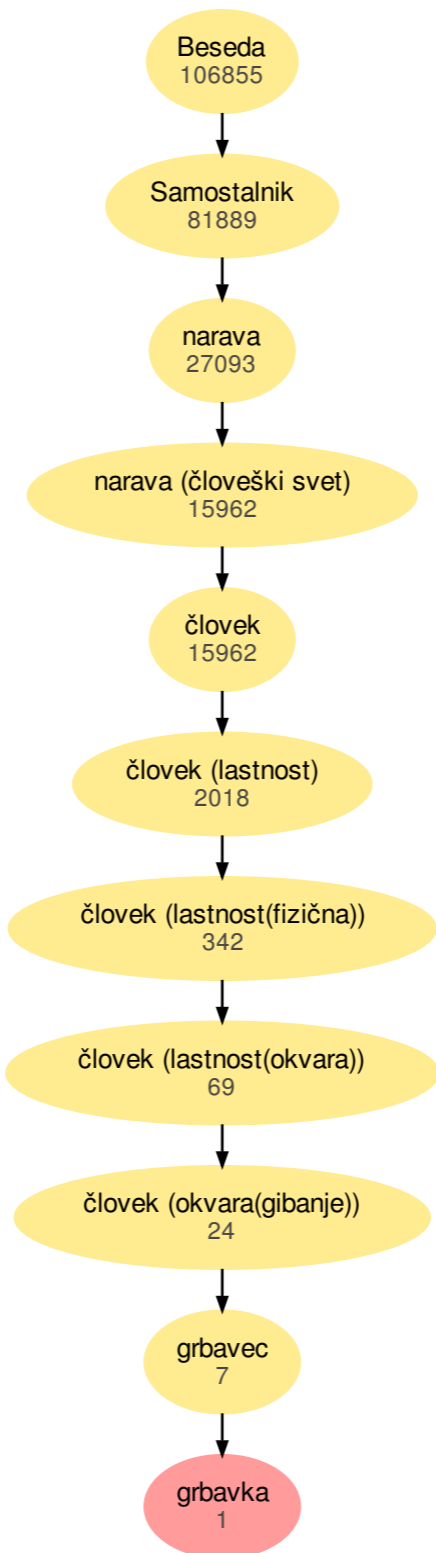 Beseda
106855
Samostalnik
81889
narava
27093
narava (človeški svet)
15962
človek
15962
človek (lastnost)
2018
človek (lastnost(fizična))
342
človek (lastnost(okvara))
69
človek (okvara(gibanje))
24
grbavec
7
grbavka
1